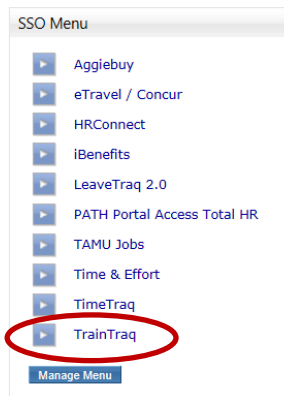 SSO Menu
Aggiebuy
eTravel / Concur
HRConnect
iBenefits
LeaveTraq 2.0
PATH Portal Access Total HR
TAMU Jobs
Time & Effort
TimeTraq
TrainTraq
Manage Menu